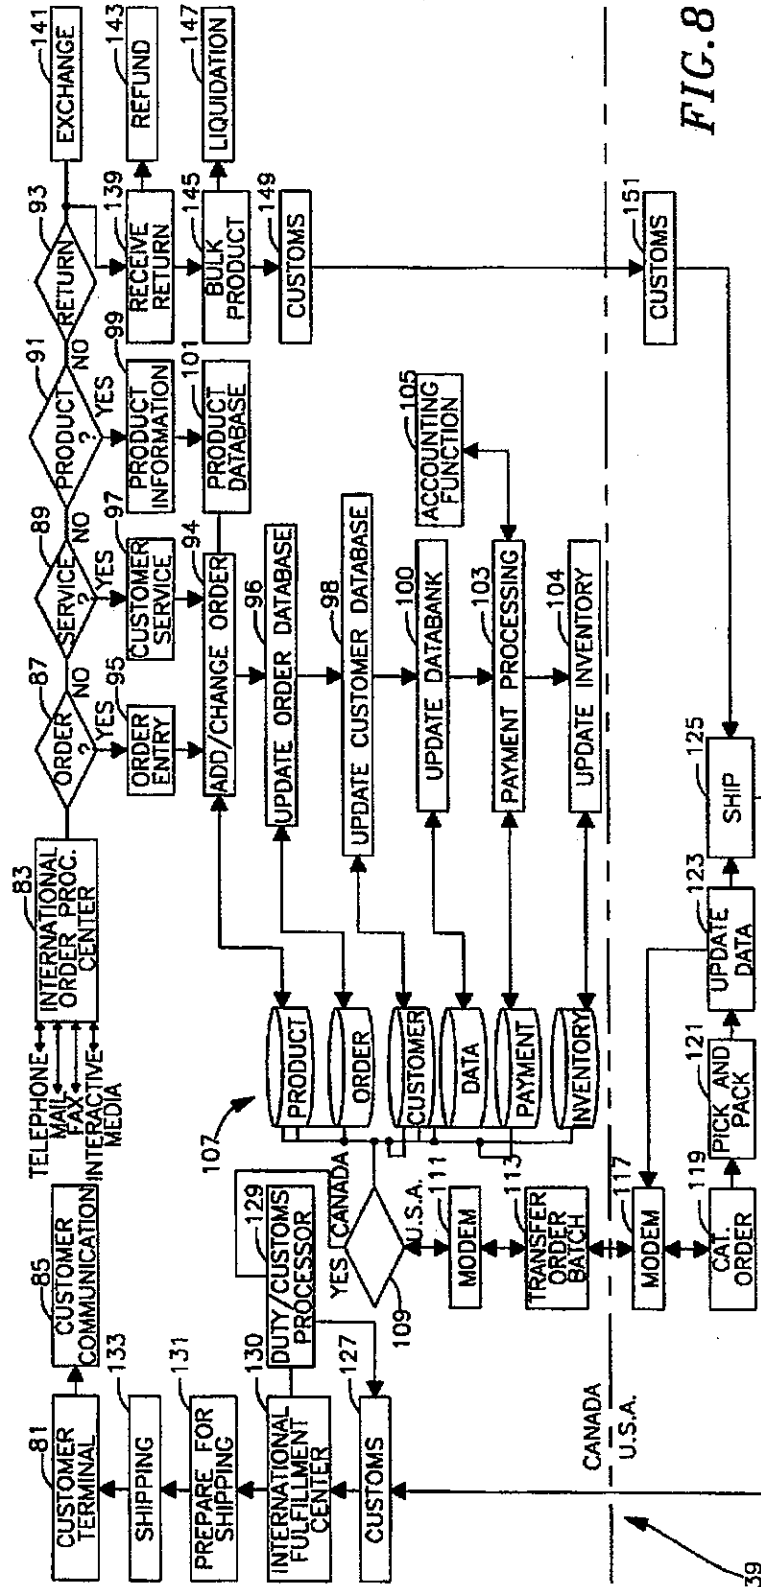 81
CUSTOMER
TERMINAL
85
CUSTOMER
COMMUNICATION
TELEPHONE
MAIL
FAX
INTERACTIVE
MEDIA
83
INTERNATIONAL
ORDER PROC.
CENTER
87
ORDER
?
NO
YES
89
SERVICE
?
NO
YES
91
PRODUCT
?
NO
YES
93
RETURN
141
EXCHANGE
133
SHIPPING
95
ORDER
ENTRY
97
CUSTOMER
SERVICE
99
PRODUCT
INFORMATION
139
RECEIVE
RETURN
143
REFUND
131
PREPARE FOR
SHIPPING
94
ADD/CHANGE ORDER
101
PRODUCT
DATABASE
145
BULK
PRODUCT
147
LIQUIDATION
130
INTERNATIONAL
FULFILLMENT
CENTER
129
DUTY/CUSTOMS
PROCESSOR
107
PRODUCT
96
UPDATE ORDER DATABASE
149
CUSTOMS
YES
CANADA
ORDER
127
CUSTOMS
109
U.S.A.
CUSTOMER
98
UPDATE CUSTOMER DATABASE
111
MODEM
DATA
100
UPDATE DATABANK
105
ACCOUNTING
FUNCTION
113
TRANSFER
ORDER
BATCH
PAYMENT
103
PAYMENT PROCESSING
INVENTORY
104
UPDATE INVENTORY
CANADA
U.S.A.
117
MODEM
151
CUSTOMS
119
CAT.
ORDER
121
PICK AND
PACK
123
UPDATE
DATA
125
SHIP
39
FIG.8